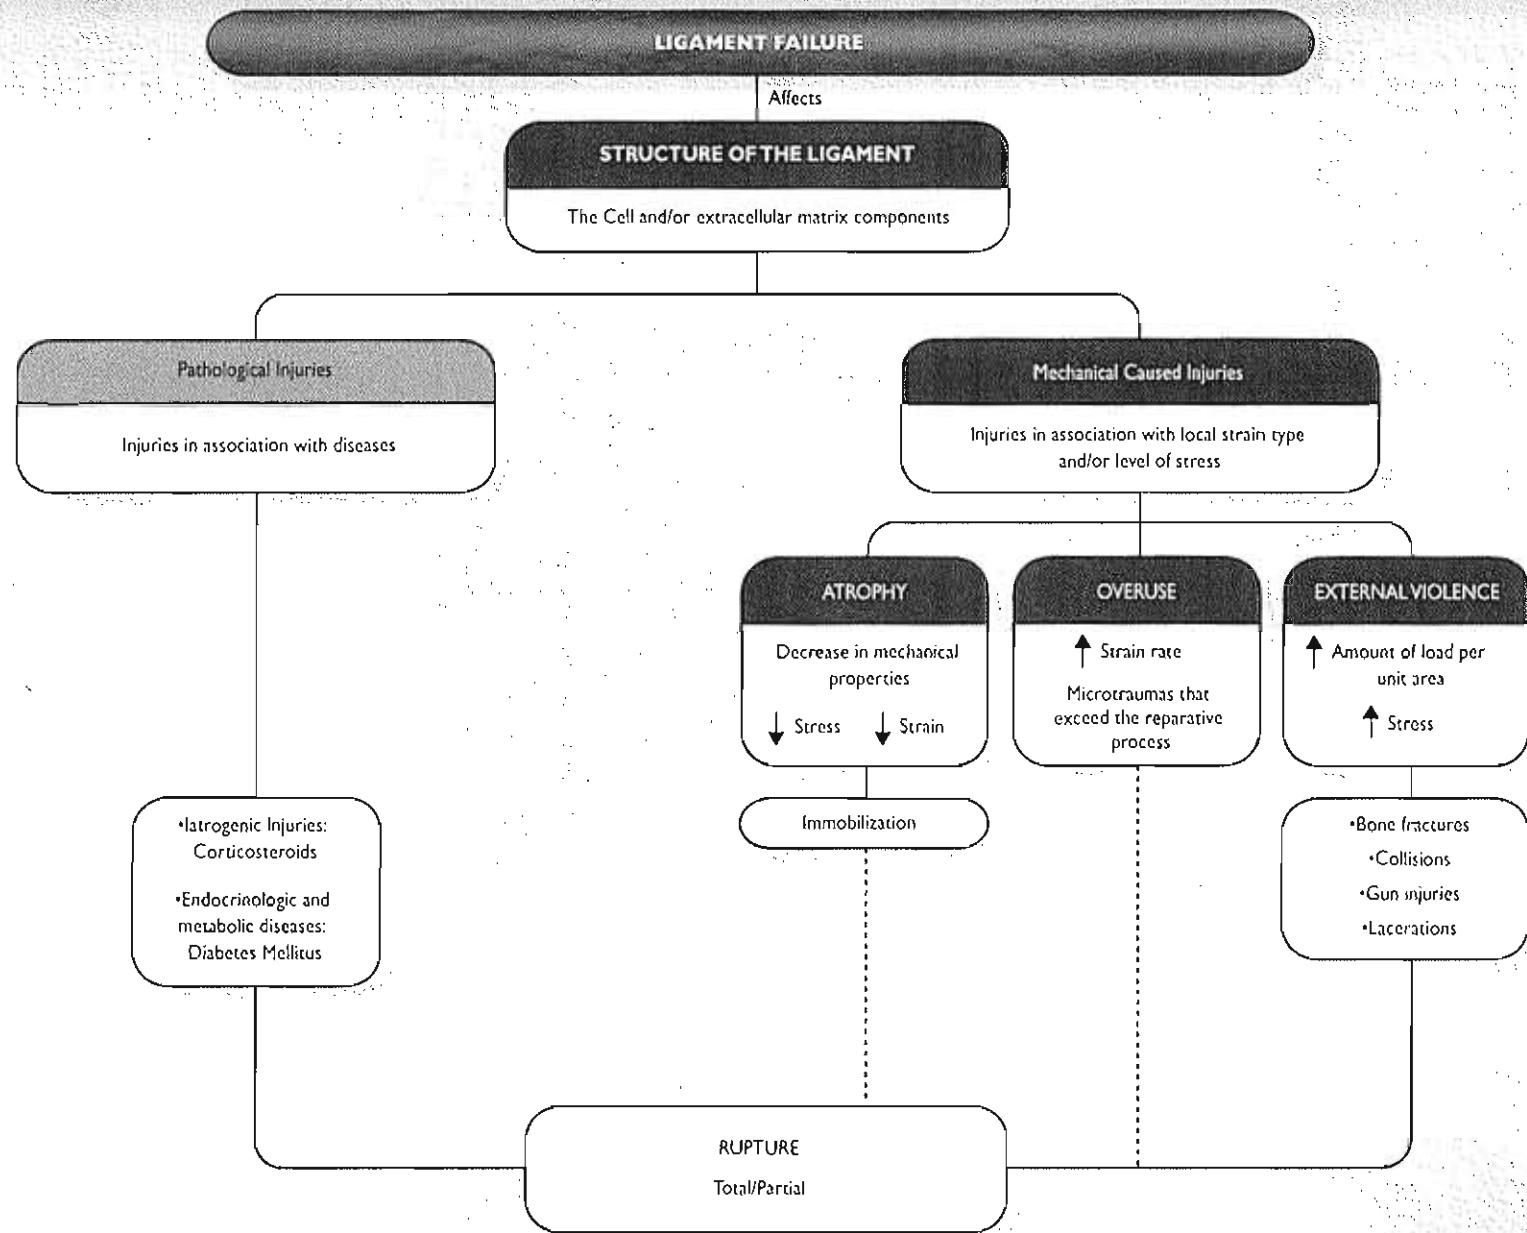 LIGAMENT FAILURE
Affects
STRUCTURE OF THE LIGAMENT
The Cell and/or extracellular matrix components
Pathological Injuries
Injuries in association with diseases
Mechanical Caused Injuries
Injuries in association with local strain type
and/or level of stress
ATROPHY
Decrease in mechanical
properties
↓ Stress ↓ Strain
Immobilization
OVERUSE
↑ Strain rate
Microtraumas that
exceed the reparative
process
EXTERNAL VIOLENCE
↑ Amount of load per
unit area
↑ Stress
•Iatrogenic Injuries:
Corticosteroids
•Endocrinologic and
metabolic diseases:
Diabetes Mellitus
•Bone fractures
•Collisions
•Gun injuries
•Lacerations
RUPTURE
Total/Partial